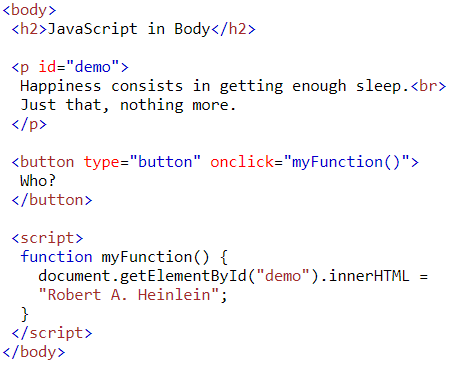 <body>
<h2>JavaScript in Body</h2>
<p id="demo">
Happiness consists in getting enough sleep.<br>
Just that, nothing more.
</p>
<button type="button" onclick="myFunction()">
Who?
</button>
<script>
function myFunction() {
document.getElementById("demo").innerHTML =
"Robert A. Heinlein";
}
</script>
</body>